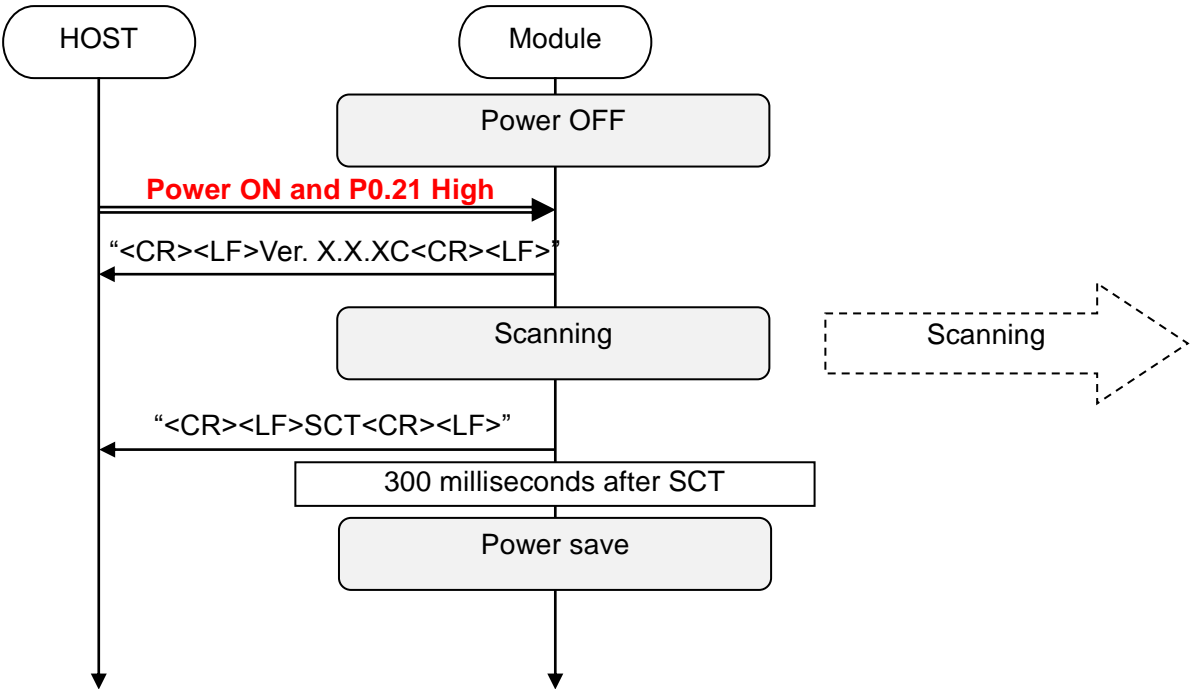 HOST
Module
Power OFF
Power ON and P0.21 High
“<CR><LF>Ver. X.X.XC<CR><LF>”
Scanning
Scanning
“<CR><LF>SCT<CR><LF>”
300 milliseconds after SCT
Power save